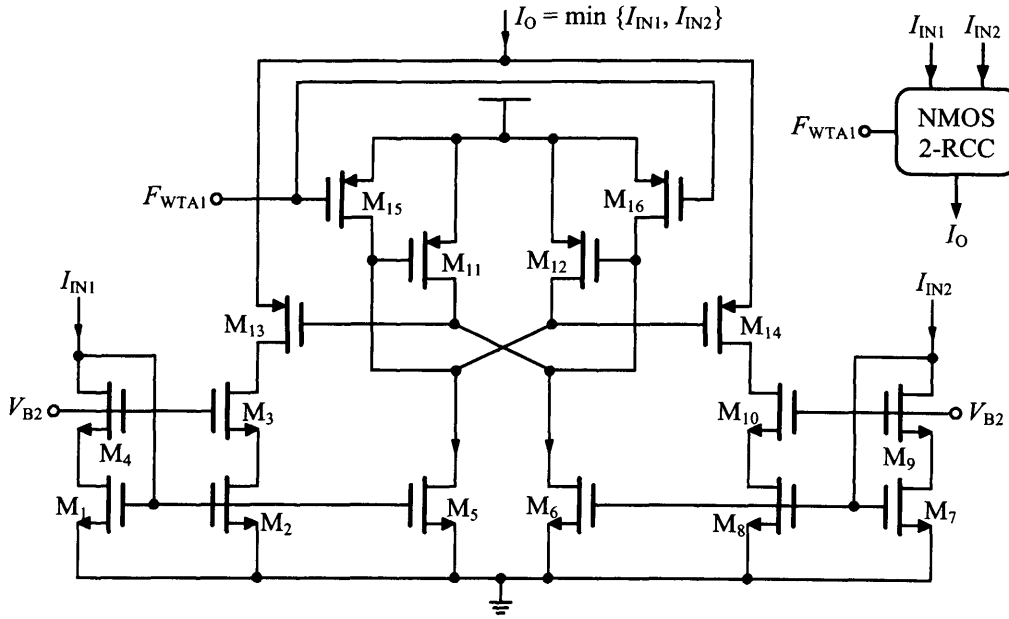 I_O = min {I_IN1, I_IN2}
I_IN1 I_IN2
NMOS
2-RCC
F_WTA1
I_O
F_WTA1
M_15
M_16
M_11
M_12
I_IN1
I_IN2
M_13
M_14
V_B2
M_4
M_3
M_10
M_9
V_B2
M_1
M_2
M_5
M_6
M_8
M_7